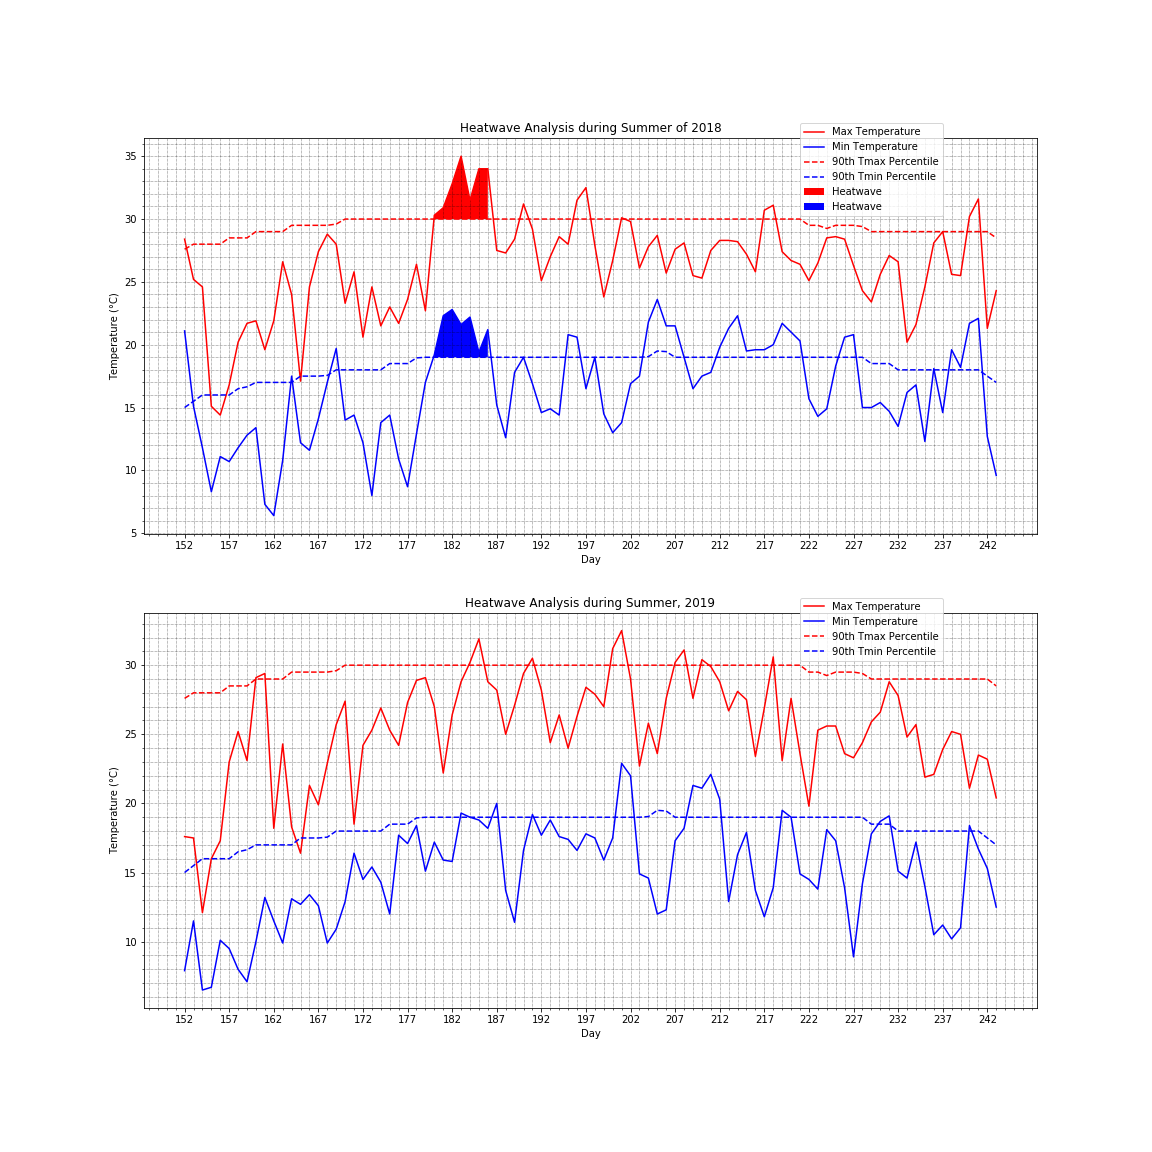 Heatwave Analysis during Summer of 2018
Max Temperature
Min Temperature
90th Tmax Percentile
90th Tmin Percentile
Heatwave
Heatwave
35
30
25
20
15
10
5
Temperature (°C)
152 157 162 167 172 177 182 187 192 197 202 207 212 217 222 227 232 237 242
Day
Heatwave Analysis during Summer, 2019
Max Temperature
Min Temperature
90th Tmax Percentile
90th Tmin Percentile
30
25
20
15
10
Temperature (°C)
152 157 162 167 172 177 182 187 192 197 202 207 212 217 222 227 232 237 242
Day